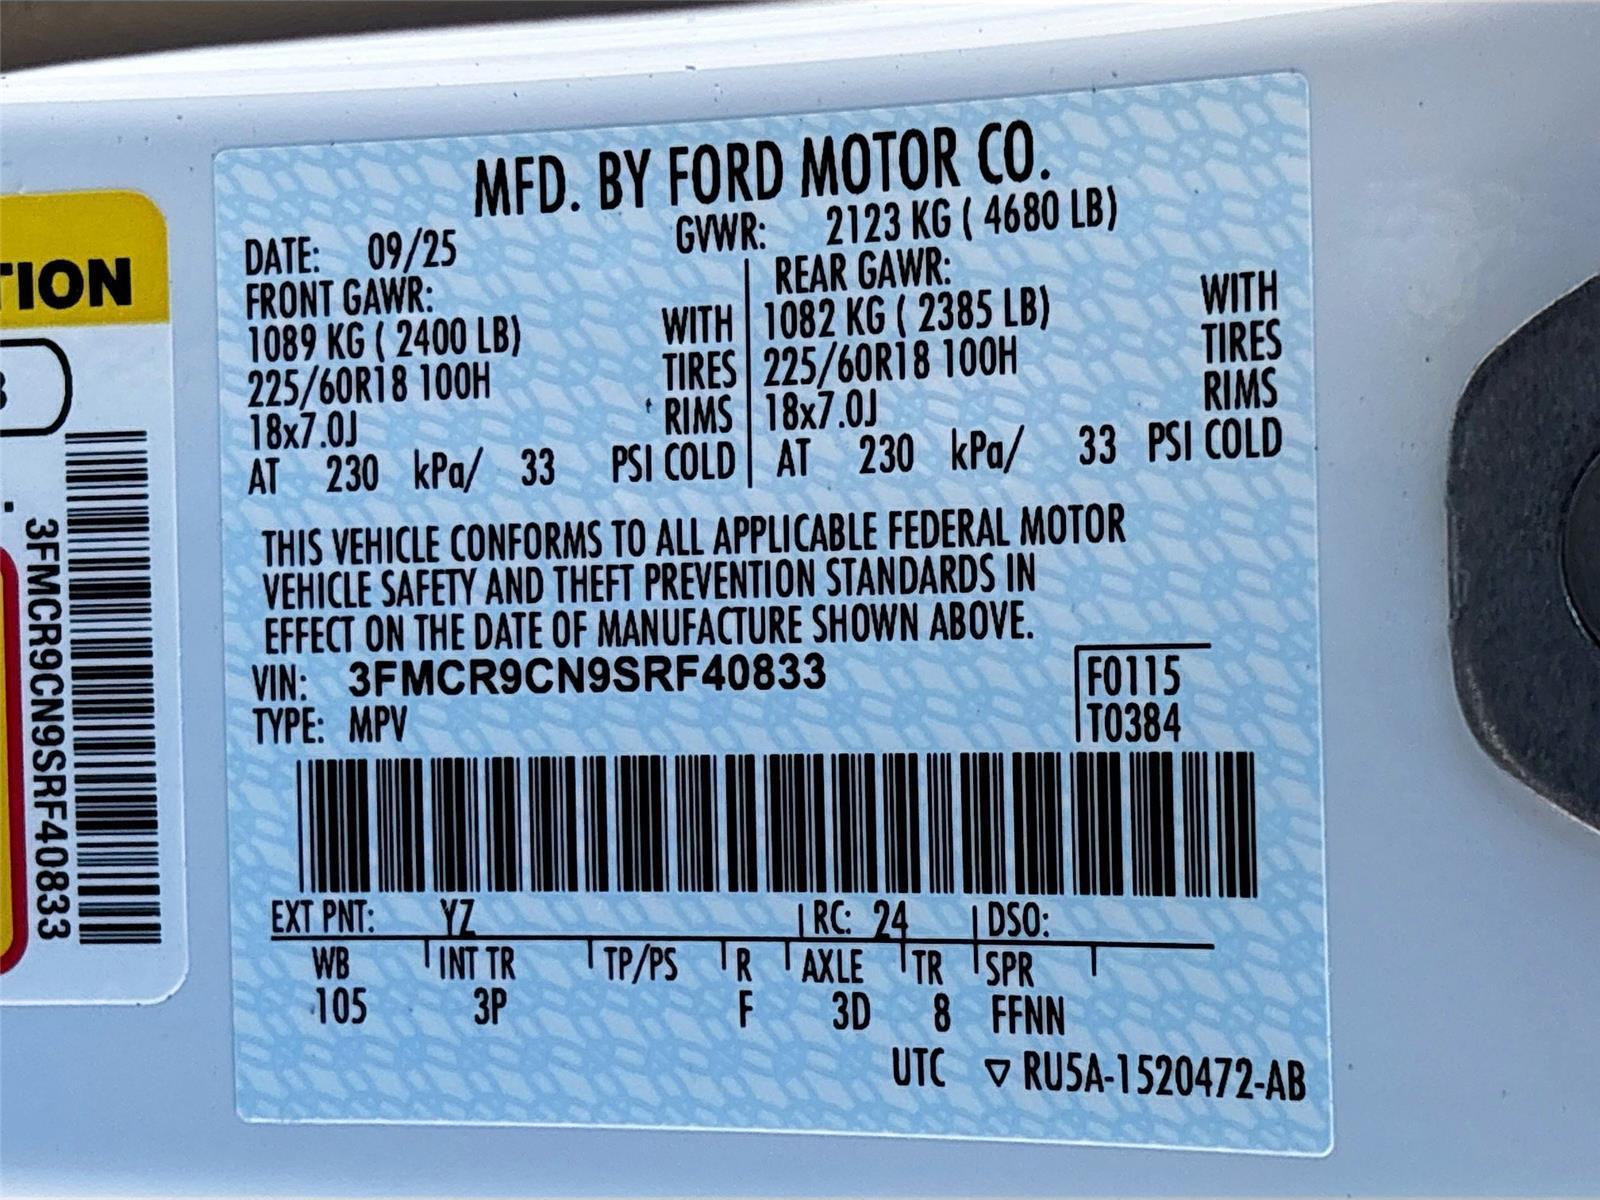 MFD. BY FORD MOTOR CO.
DATE: 09/25 GVWR: 2123 KG ( 4680 LB)
FRONT GAWR: REAR GAWR:
1089 KG ( 2400 LB) WITH 1082 KG ( 2385 LB) WITH
225/60R18 100H TIRES 225/60R18 100H TIRES
18x7.0J RIMS 18x7.0J RIMS
AT 230 kPa/ 33 PSI COLD AT 230 kPa/ 33 PSI COLD
THIS VEHICLE CONFORMS TO ALL APPLICABLE FEDERAL MOTOR
VEHICLE SAFETY AND THEFT PREVENTION STANDARDS IN
EFFECT ON THE DATE OF MANUFACTURE SHOWN ABOVE.
VIN: 3FMCR9CN9SRF40833 F0115
TYPE: MPV T0384
EXT PNT: YZ RC: 24 DSO:
WB INT TR TP/PS R AXLE TR SPR
105 3P F 3D 8 FFNN
UTC ▽ RU5A-1520472-AB
TION
3FMCR9CN9SRF40833